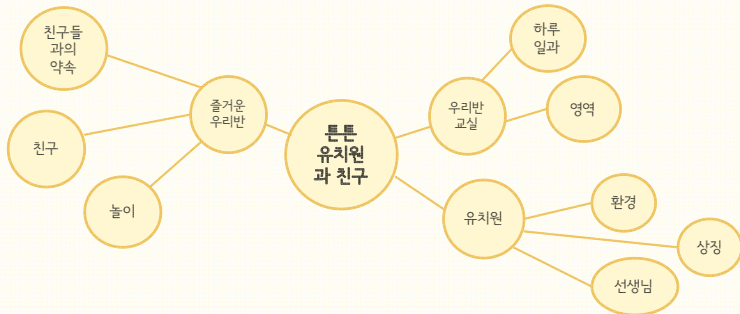 친구들
과의
약속
친구
놀이
즐거운
우리반
튼튼
유치원
과 친구
우리반
교실
하루
일과
영역
유치원
환경
상징
선생님